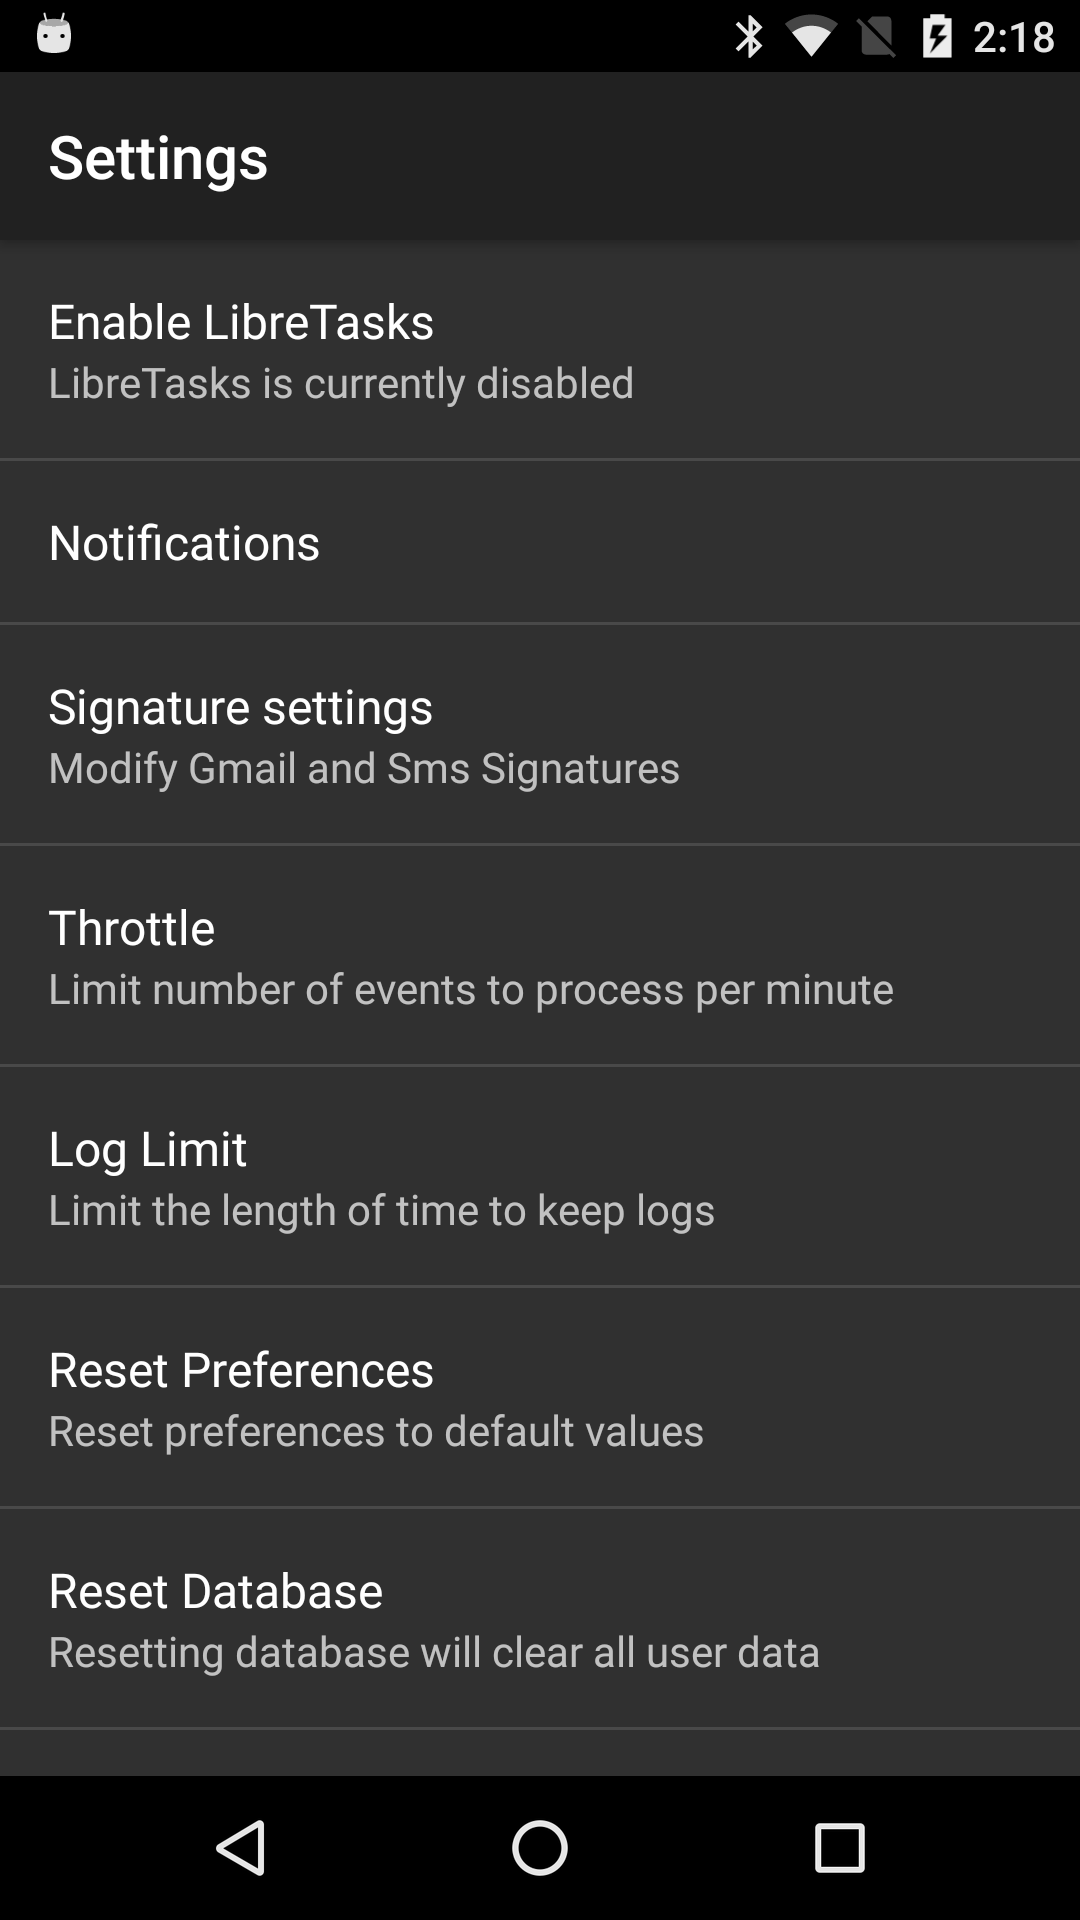 2:18
Settings
Enable LibreTasks
LibreTasks is currently disabled
Notifications
Signature settings
Modify Gmail and Sms Signatures
Throttle
Limit number of events to process per minute
Log Limit
Limit the length of time to keep logs
Reset Preferences
Reset preferences to default values
Reset Database
Resetting database will clear all user data